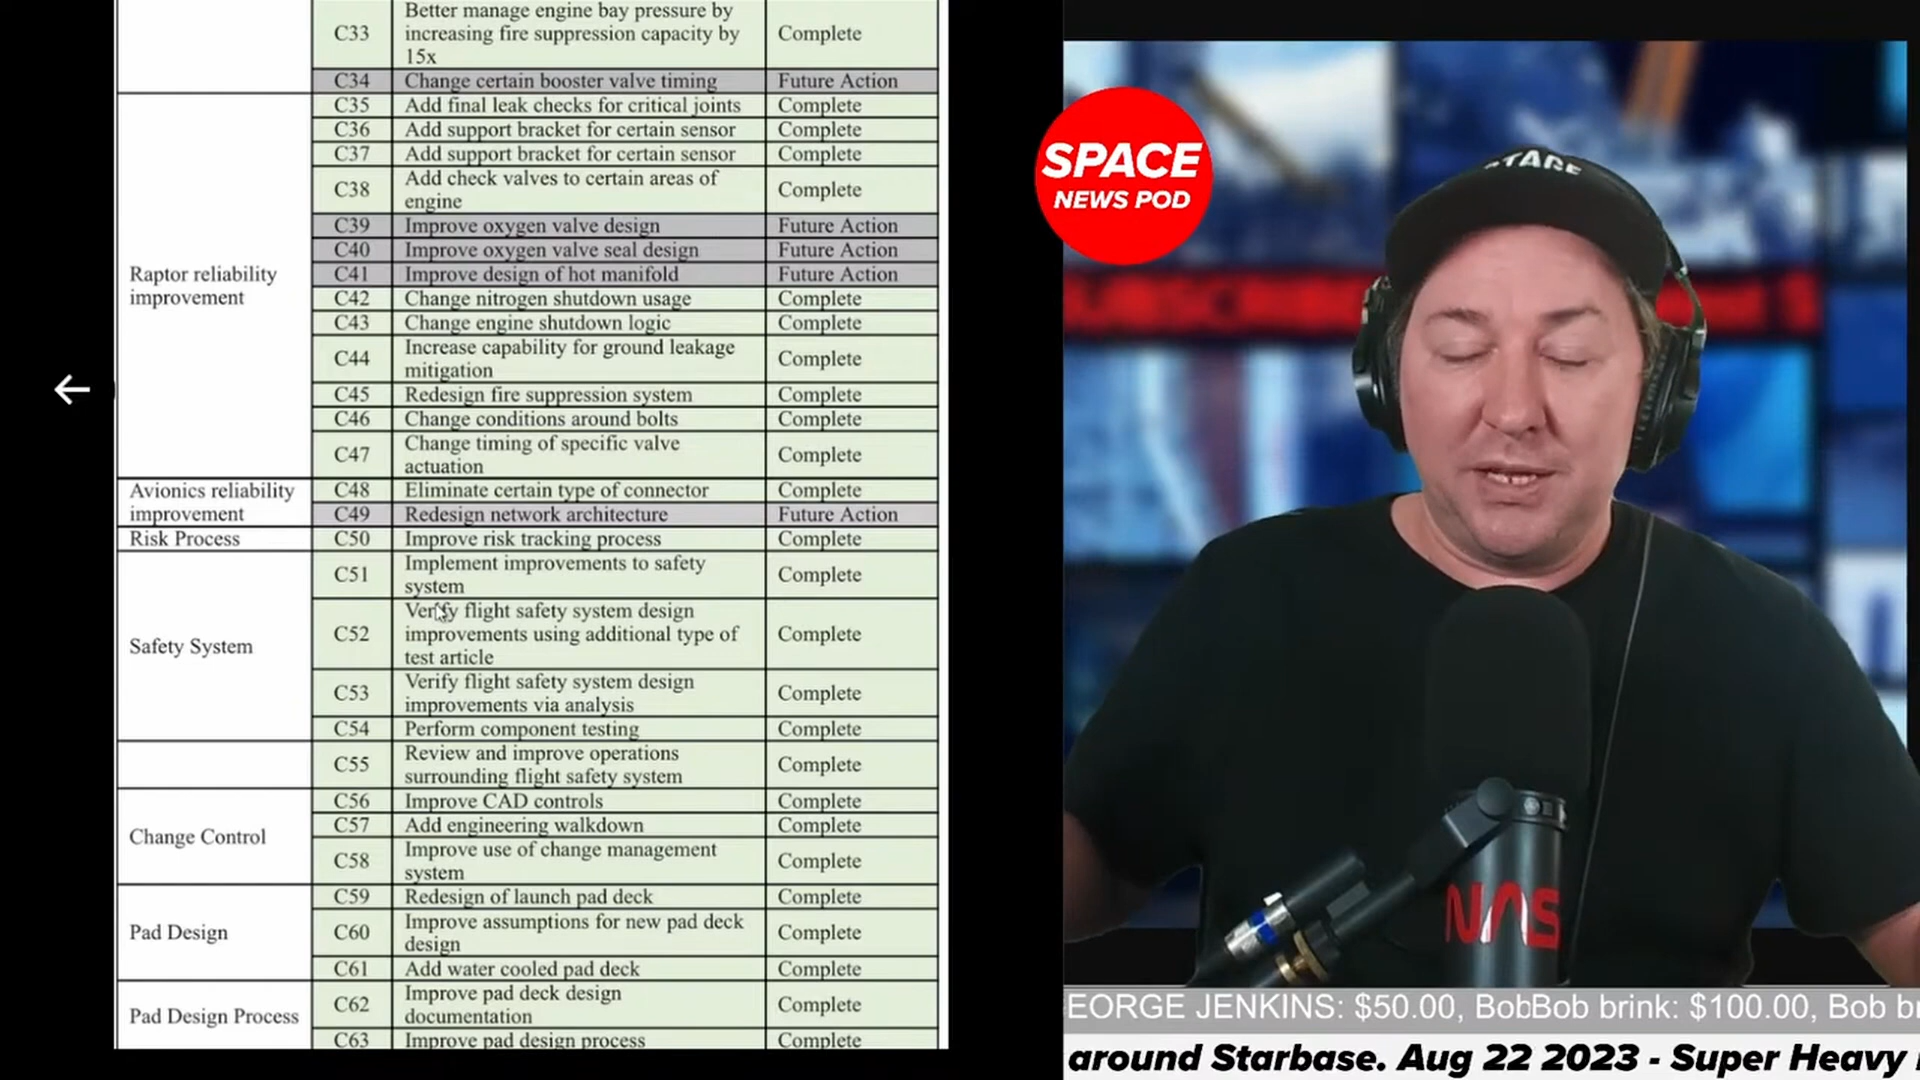 C33
Better manage engine bay pressure by
increasing fire suppression capacity by
15x
Complete
C34 Change certain booster valve timing Future Action
Raptor reliability
improvement
C35 Add final leak checks for critical joints Complete
C36 Add support bracket for certain sensor Complete
C37 Add support bracket for certain sensor Complete
C38
Add check valves to certain areas of
engine
Complete
C39 Improve oxygen valve design Future Action
C40 Improve oxygen valve seal design Future Action
C41 Improve design of hot manifold Future Action
C42 Change nitrogen shutdown usage Complete
C43 Change engine shutdown logic Complete
C44
Increase capability for ground leakage
mitigation
Complete
C45 Redesign fire suppression system Complete
C46 Change conditions around bolts Complete
C47
Change timing of specific valve
actuation
Complete
Avionics reliability
improvement
C48 Eliminate certain type of connector Complete
C49 Redesign network architecture Future Action
Risk Process C50 Improve risk tracking process Complete
Safety System
C51
Implement improvements to safety
system
Complete
C52
Verify flight safety system design
improvements using additional type of
test article
Complete
C53
Verify flight safety system design
improvements via analysis
Complete
C54 Perform component testing Complete
C55
Review and improve operations
surrounding flight safety system
Complete
Change Control
C56 Improve CAD controls Complete
C57 Add engineering walkdown Complete
C58
Improve use of change management
system
Complete
Pad Design
C59 Redesign of launch pad deck Complete
C60
Improve assumptions for new pad deck
design
Complete
C61 Add water cooled pad deck Complete
Pad Design Process
C62
Improve pad deck design
documentation
Complete
C63 Improve pad design process Complete
SPACE
NEWS POD
STAGE
NAS
EORGE JENKINS: $50.00, BobBob brink: $100.00, Bob br
around Starbase. Aug 22 2023 - Super Heavy